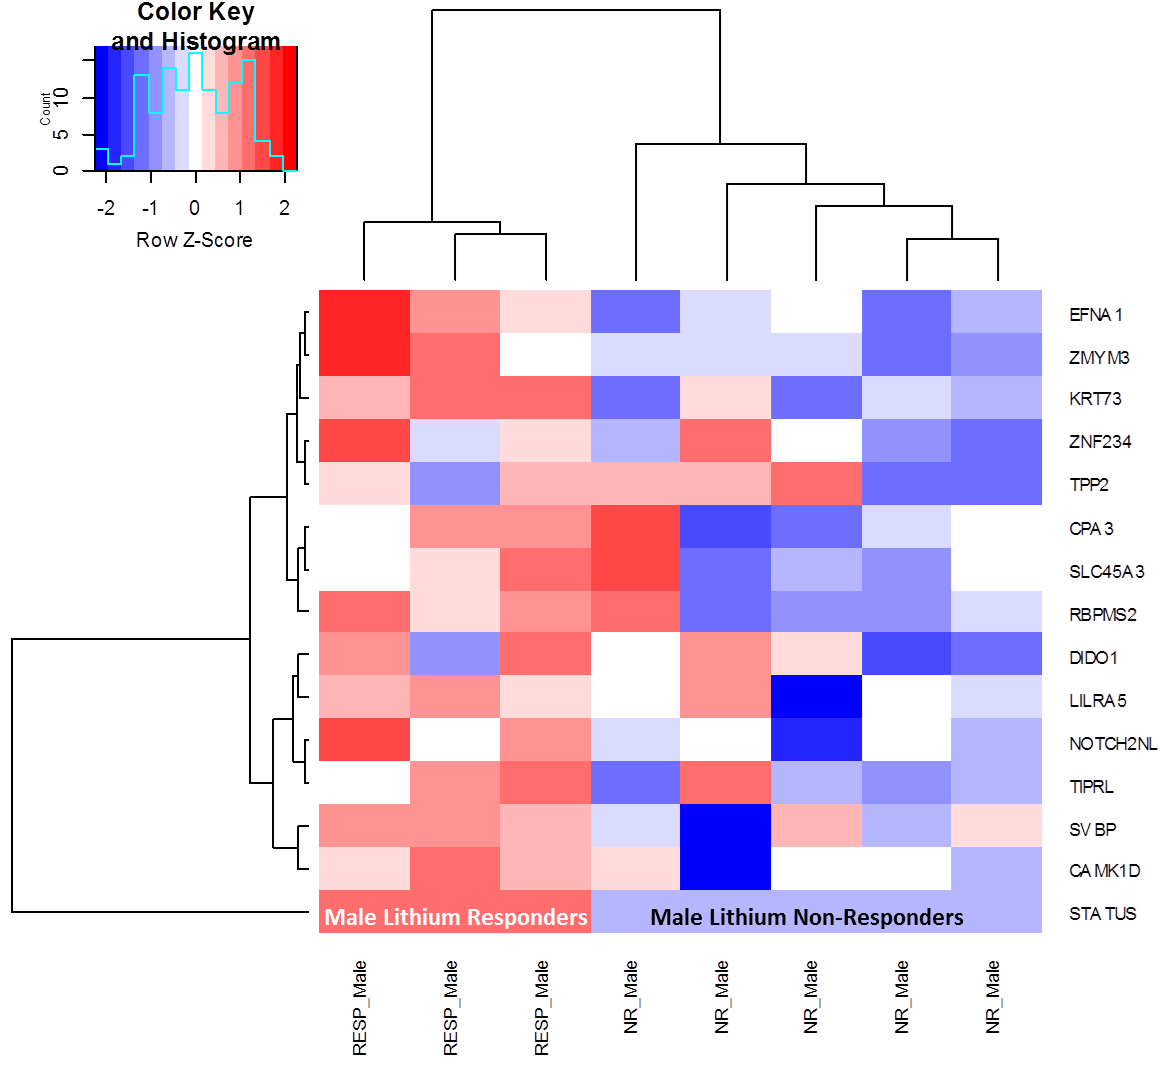 Color Key
and Histogram
Count
0
5
10
-2 -1 0 1 2
Row Z-Score
EFNA1
ZMYM3
KRT73
ZNF234
TPP2
CPA3
SLC45A3
RBPMS2
DIDO1
LILRA5
NOTCH2NL
TIPRL
SVBP
CAMK1D
Male Lithium Responders Male Lithium Non-Responders STATUS
RESP_Male
RESP_Male
RESP_Male
NR_Male
NR_Male
NR_Male
NR_Male
NR_Male